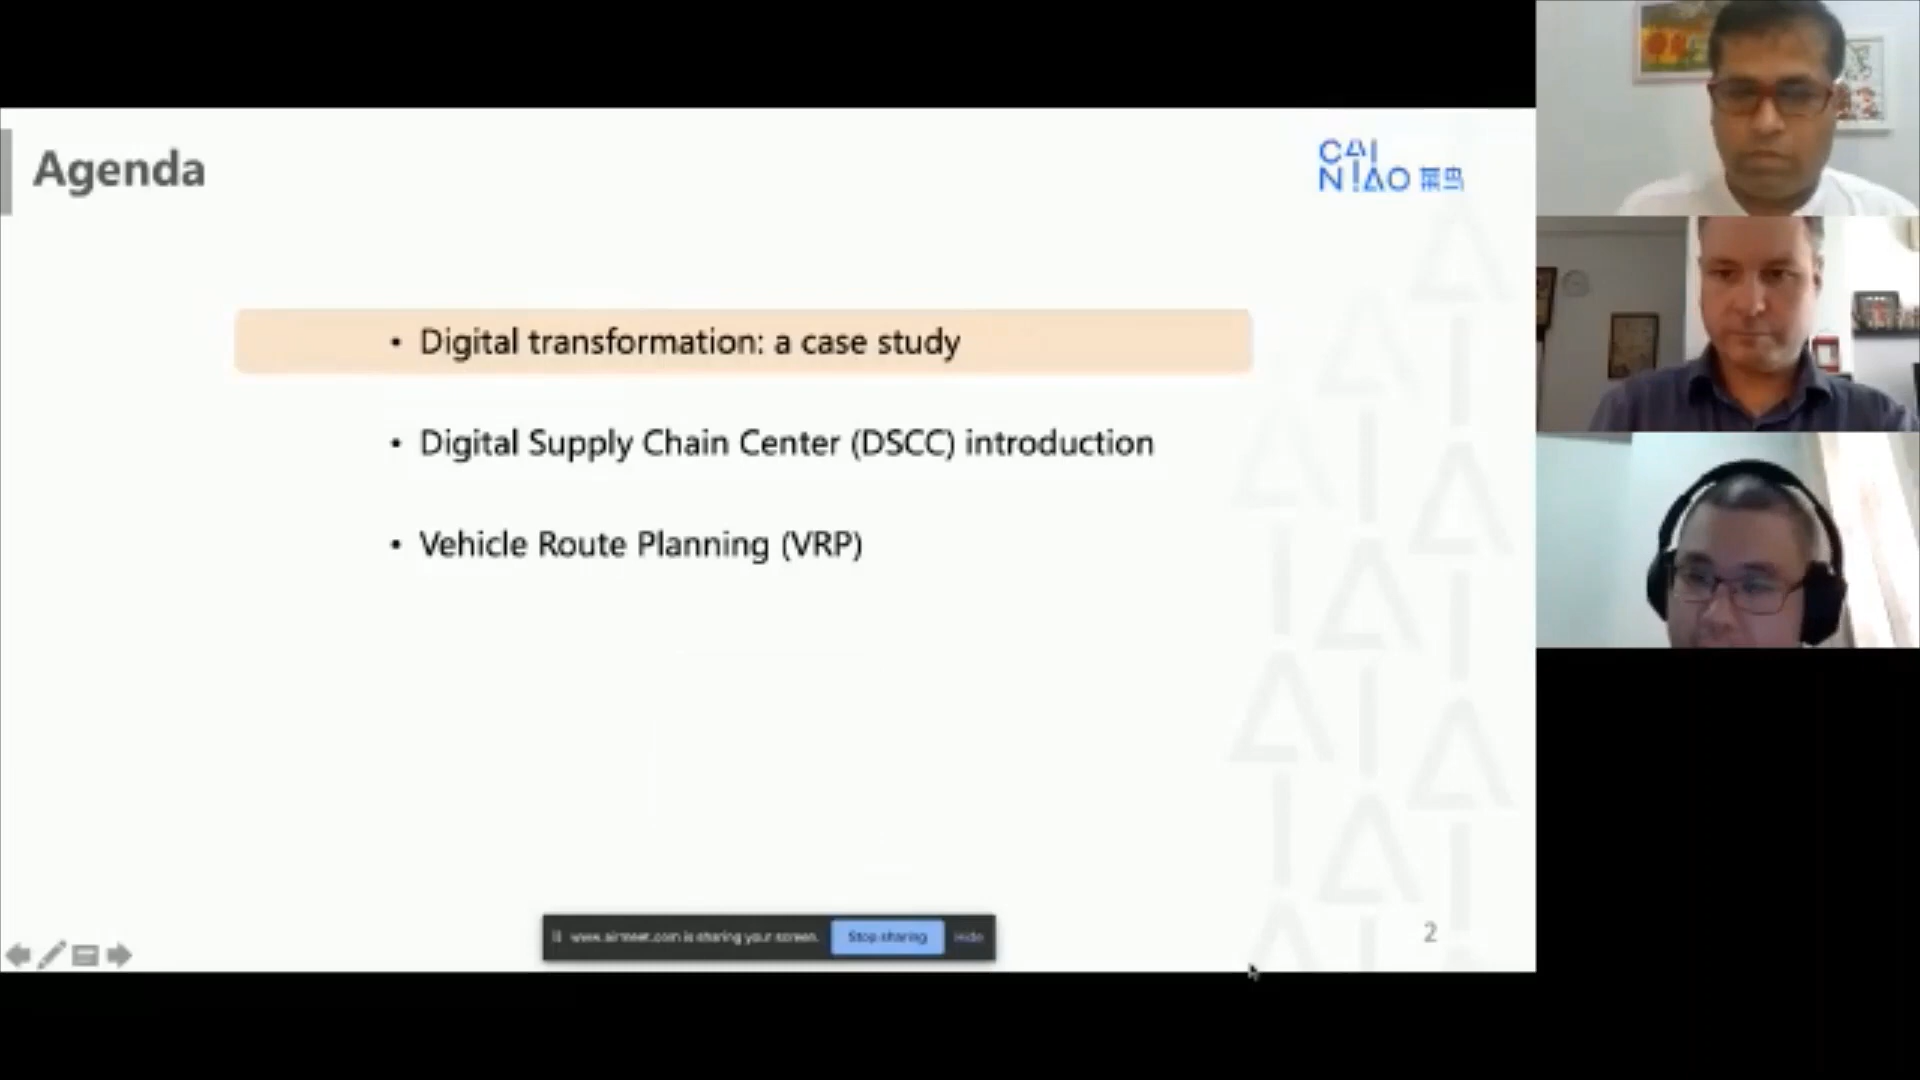 Agenda
CAI
NIAO 菜鸟
• Digital transformation: a case study
• Digital Supply Chain Center (DSCC) introduction
• Vehicle Route Planning (VRP)
www.airmeet.com is sharing your screen. Stop sharing Hide
2